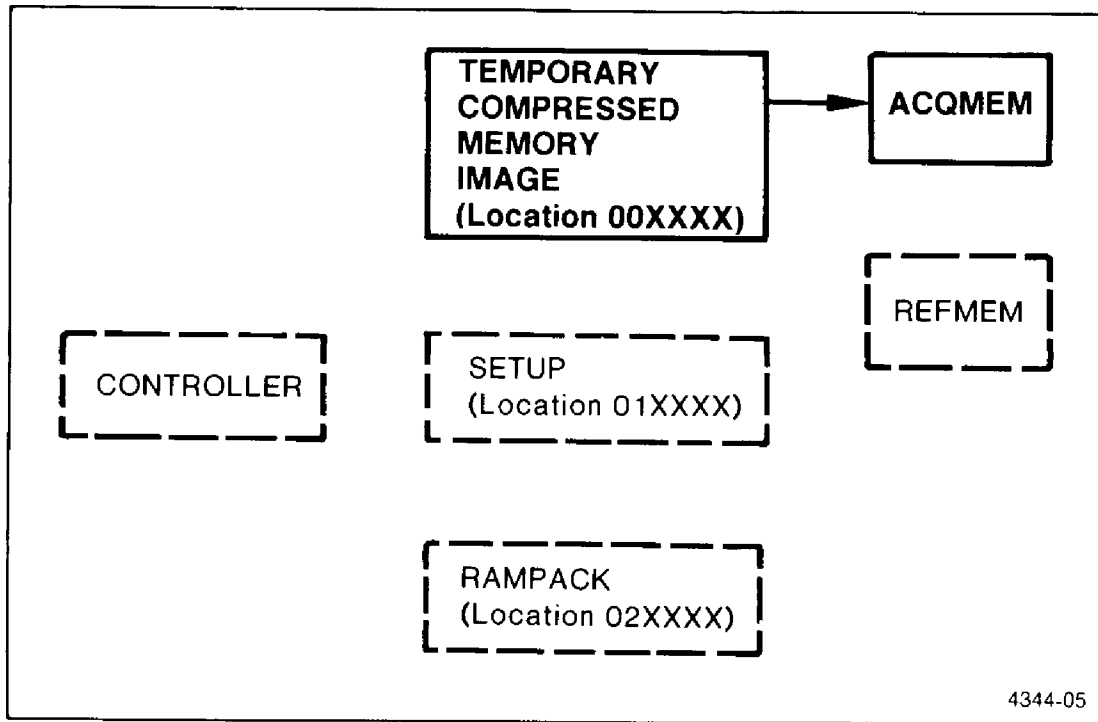 TEMPORARY
COMPRESSED
MEMORY
IMAGE
(Location 00XXXX)
ACQMEM
REFMEM
CONTROLLER
SETUP
(Location 01XXXX)
RAMPACK
(Location 02XXXX)
4344-05